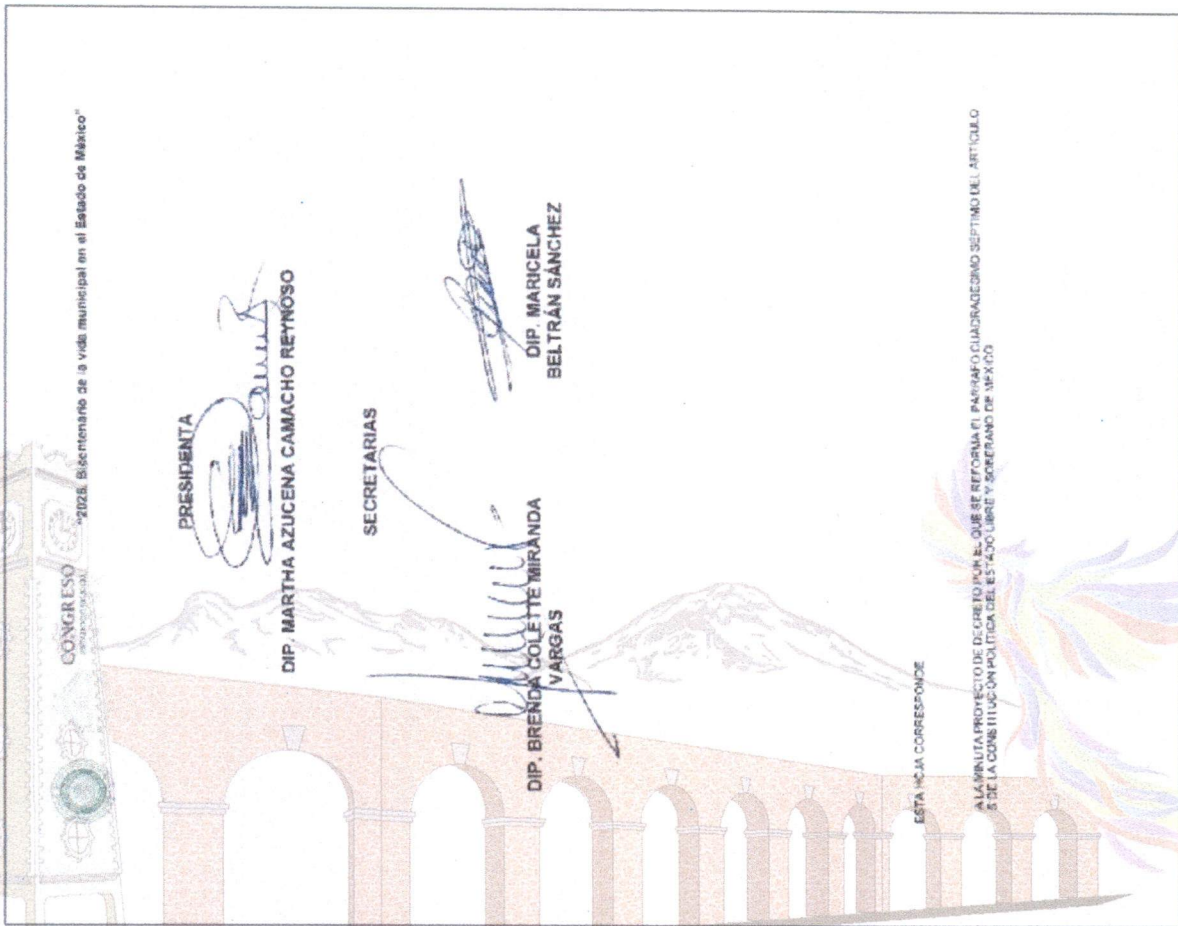 CONGRESO
"2026. Bicentenario de la vida municipal en el Estado de México"
PRESIDENTA
DIP. MARTHA AZUCENA CAMACHO REYNOSO
SECRETARIAS
DIP. BRENDA COLETTE MIRANDA
VARGAS
DIP. MARICELA
BELTRÁN SÁNCHEZ
ESTA HOJA CORRESPONDE
A LA MINUTA PROYECTO DE DECRETO POR EL QUE SE REFORMA EL PÁRRAFO CUADRAGÉSIMO SÉPTIMO DEL ARTÍCULO
5 DE LA CONSTITUCIÓN POLÍTICA DEL ESTADO LIBRE Y SOBERANO DE MÉXICO